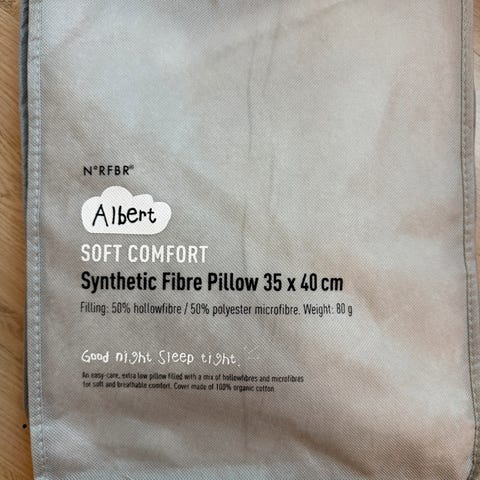 N°RFBR®
Albert
SOFT COMFORT
Synthetic Fibre Pillow 35 x 40 cm
Filling: 50% hollowfibre / 50% polyester microfibre. Weight: 80 g
Good night Sleep tight
An easy-care, extra low pillow filled with a mix of hollowfibres and microfibres
for soft and breathable comfort. Cover made of 100% organic cotton.